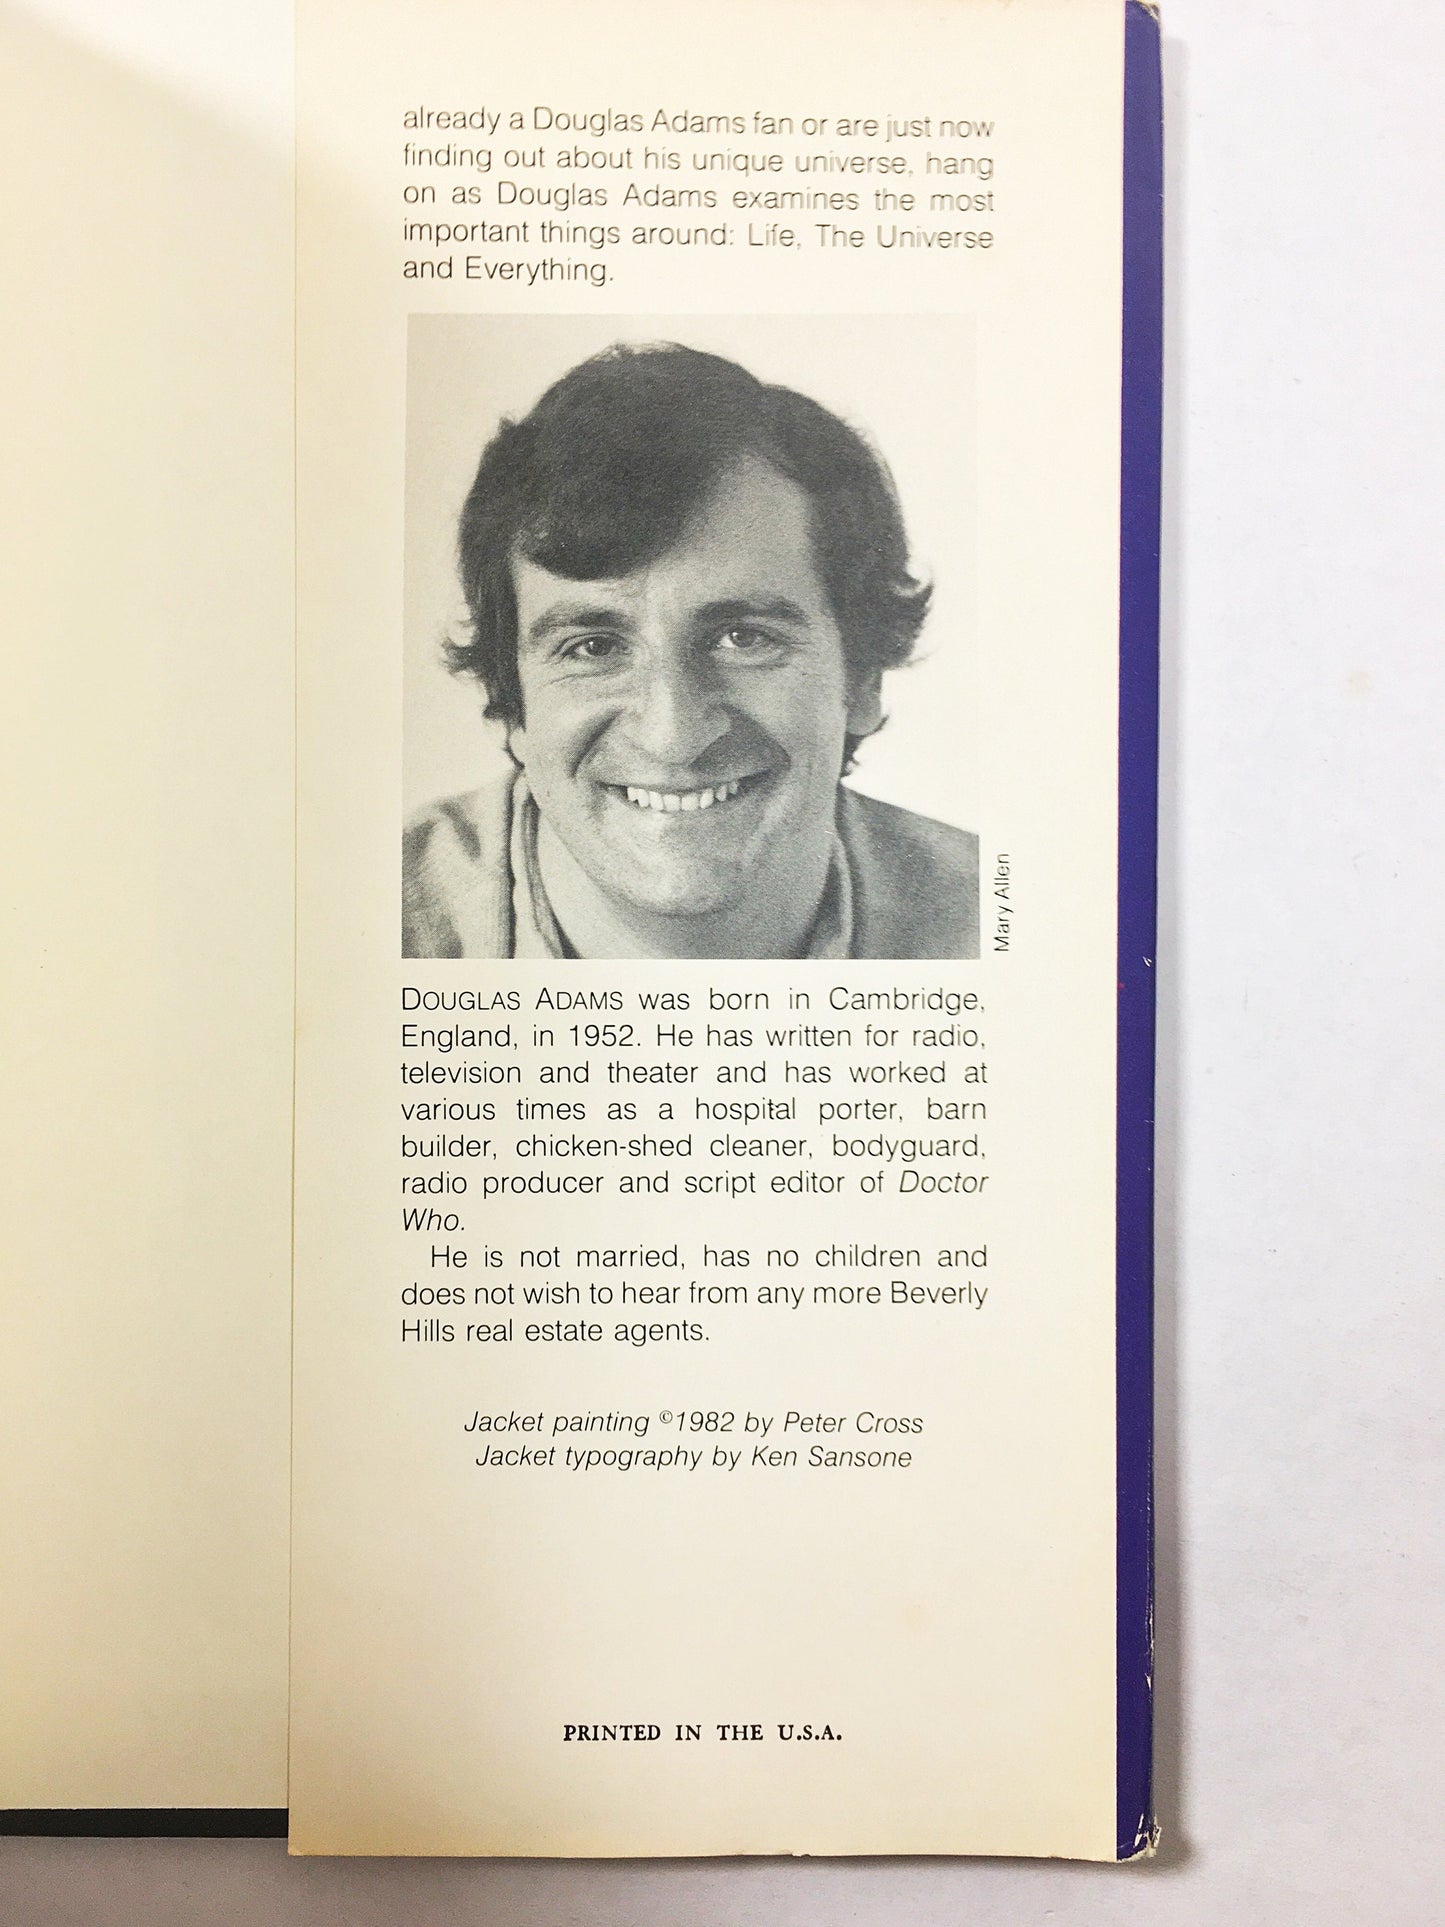 already a Douglas Adams fan or are just now
finding out about his unique universe, hang
on as Douglas Adams examines the most
important things around: Life, The Universe
and Everything.
Mary Allen
DOUGLAS ADAMS was born in Cambridge,
England, in 1952. He has written for radio,
television and theater and has worked at
various times as a hospital porter, barn
builder, chicken-shed cleaner, bodyguard,
radio producer and script editor of Doctor
Who.
He is not married, has no children and
does not wish to hear from any more Beverly
Hills real estate agents.
Jacket painting ©1982 by Peter Cross
Jacket typography by Ken Sansone
PRINTED IN THE U.S.A.